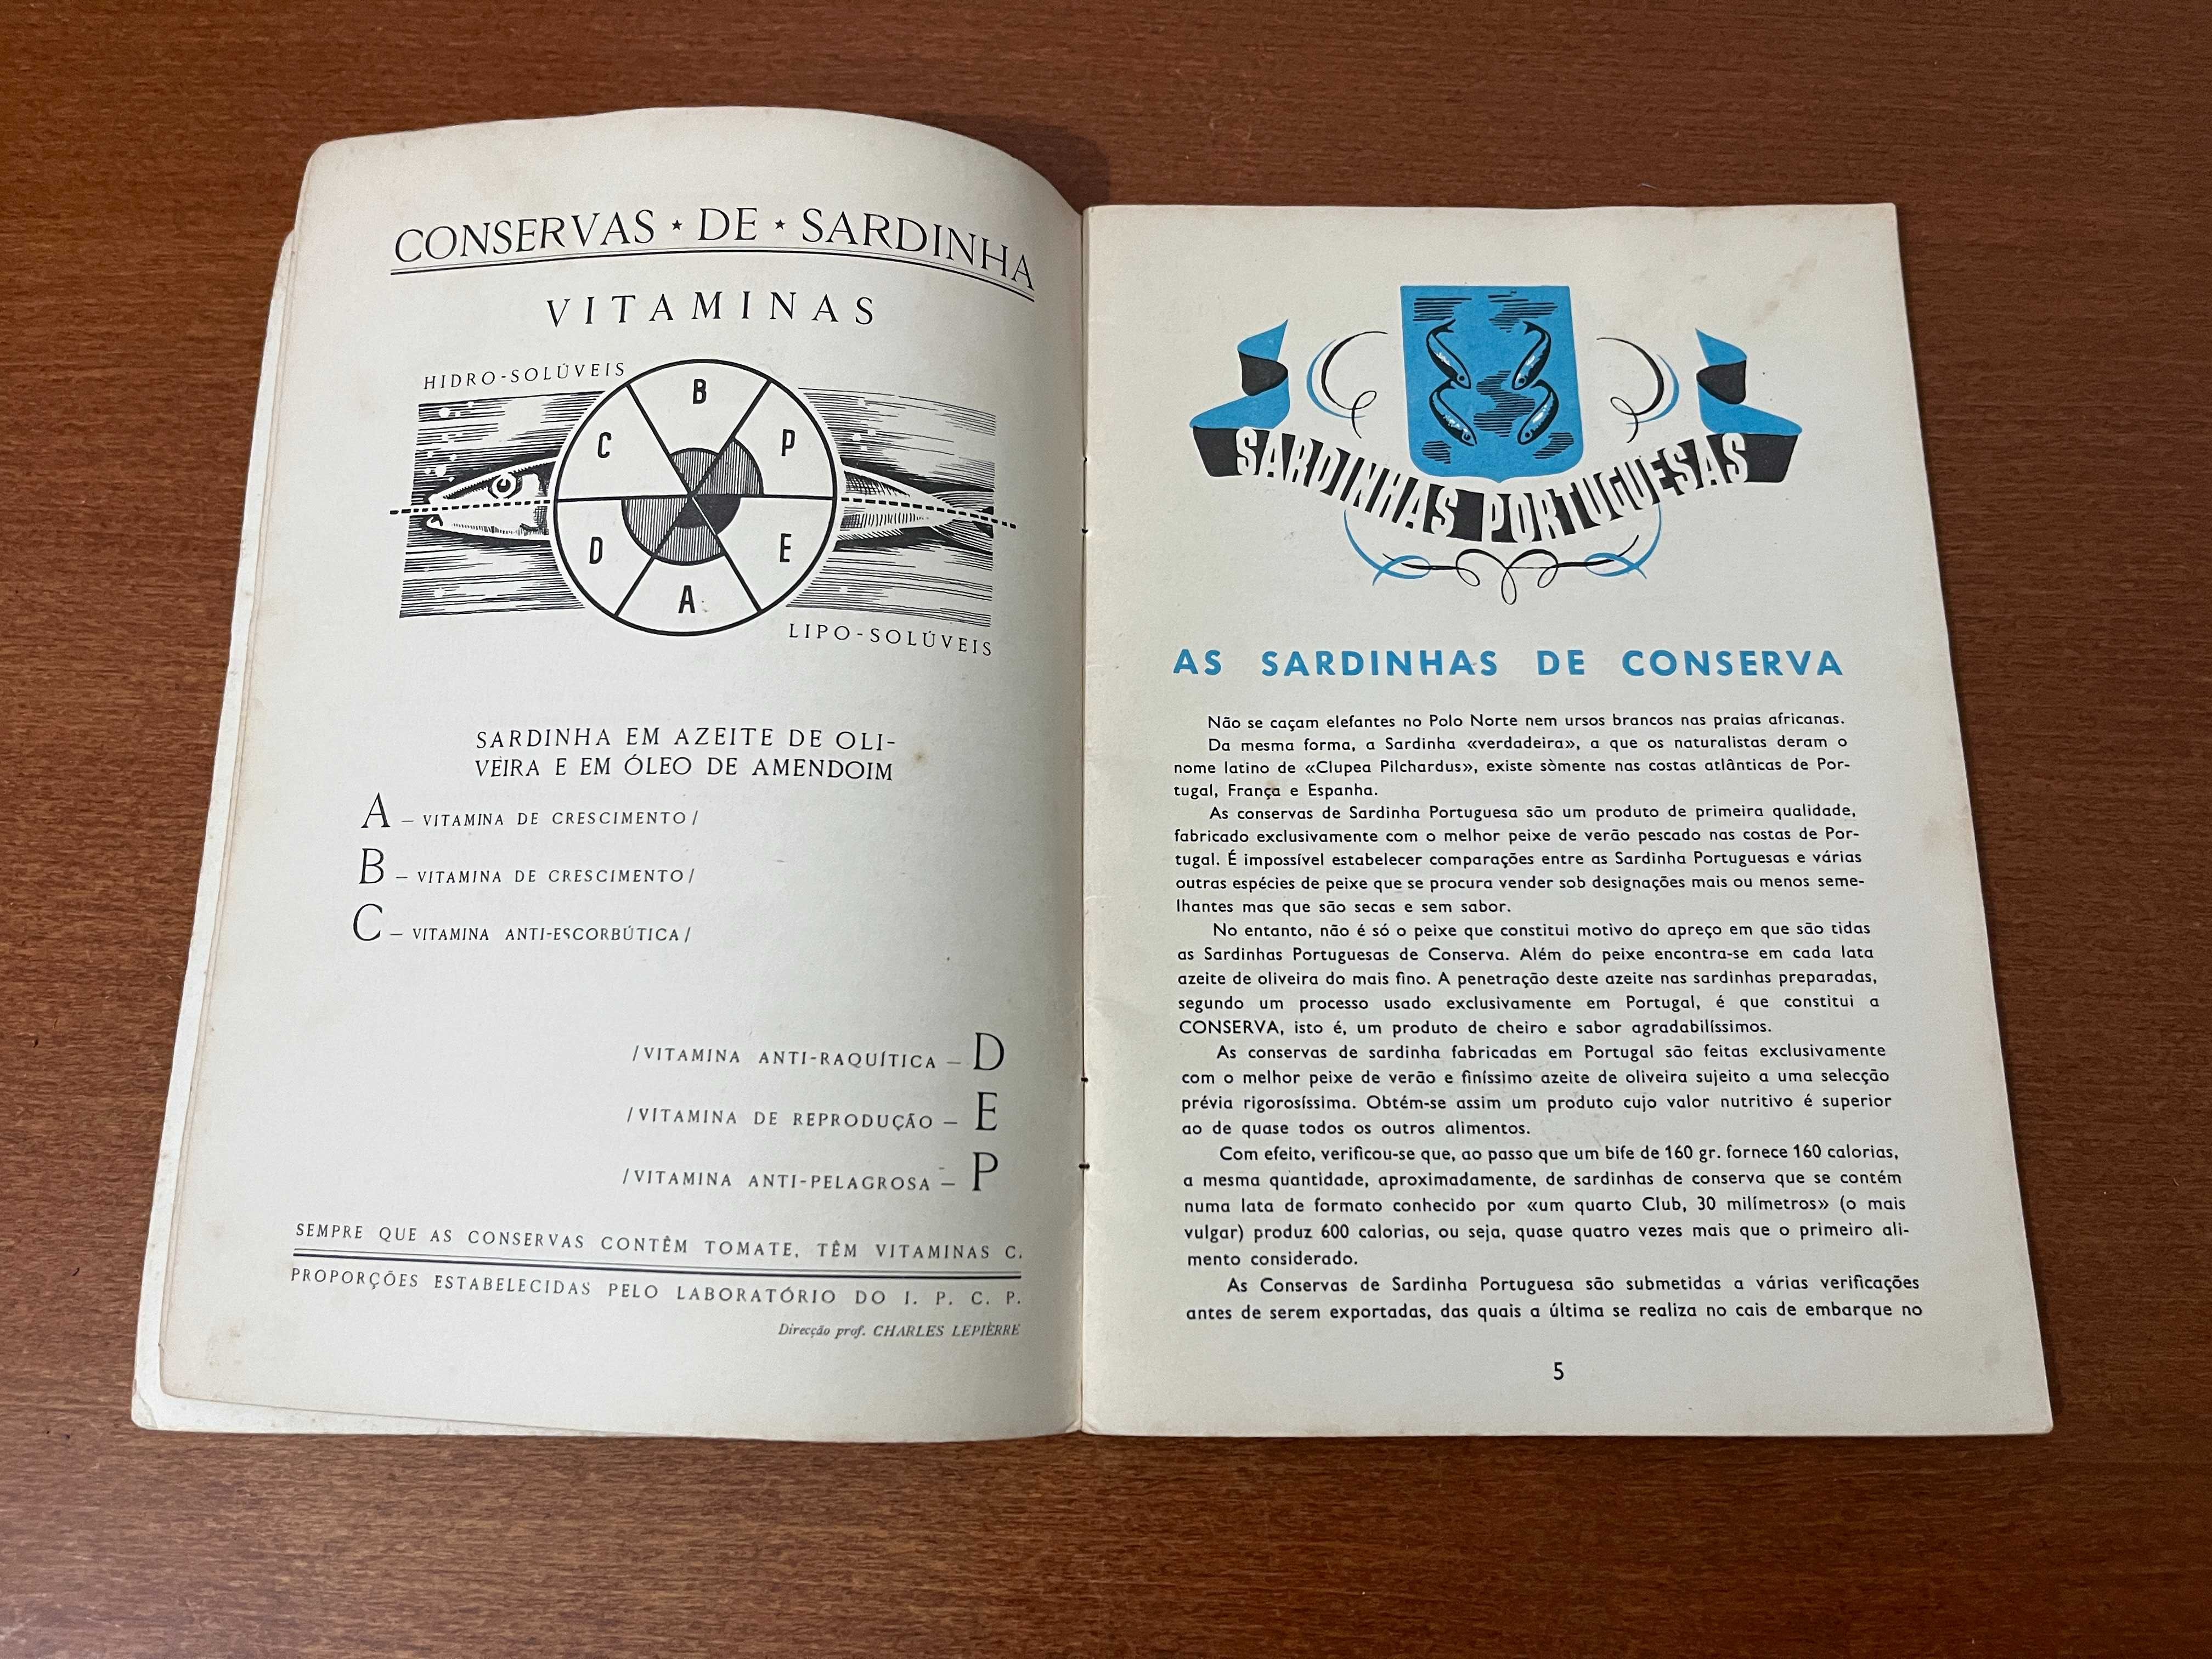 CONSERVAS ★ DE ★ SARDINHA
VITAMINAS
HIDRO-SOLÚVEIS
B
C
P
D
E
A
LIPO-SOLÚVEIS
SARDINHA EM AZEITE DE OLI-
VEIRA E EM ÓLEO DE AMENDOIM
A – VITAMINA DE CRESCIMENTO/
B – VITAMINA DE CRESCIMENTO/
C – VITAMINA ANTI-ESCORBÚTICA/
/VITAMINA ANTI-RAQUÍTICA – D
/VITAMINA DE REPRODUÇÃO – E
/VITAMINA ANTI-PELAGROSA – P
SEMPRE QUE AS CONSERVAS CONTÊM TOMATE, TÊM VITAMINAS C.
PROPORÇÕES ESTABELECIDAS PELO LABORATÓRIO DO I. P. C. P.
Direcção prof. CHARLES LEPIÈRRE
SARDINHAS PORTUGUESAS
AS SARDINHAS DE CONSERVA
Não se caçam elefantes no Polo Norte nem ursos brancos nas praias africanas.
Da mesma forma, a Sardinha «verdadeira», a que os naturalistas deram o
nome latino de «Clupea Pilchardus», existe sòmente nas costas atlânticas de Por-
tugal, França e Espanha.
As conservas de Sardinha Portuguesa são um produto de primeira qualidade,
fabricado exclusivamente com o melhor peixe de verão pescado nas costas de Por-
tugal. É impossível estabelecer comparações entre as Sardinha Portuguesas e várias
outras espécies de peixe que se procura vender sob designações mais ou menos seme-
lhantes mas que são secas e sem sabor.
No entanto, não é só o peixe que constitui motivo do apreço em que são tidas
as Sardinhas Portuguesas de Conserva. Além do peixe encontra-se em cada lata
azeite de oliveira do mais fino. A penetração deste azeite nas sardinhas preparadas,
segundo um processo usado exclusivamente em Portugal, é que constitui a
CONSERVA, isto é, um produto de cheiro e sabor agradabilíssimos.
As conservas de sardinha fabricadas em Portugal são feitas exclusivamente
com o melhor peixe de verão e finíssimo azeite de oliveira sujeito a uma selecção
prévia rigorosíssima. Obtém-se assim um produto cujo valor nutritivo é superior
ao de quase todos os outros alimentos.
Com efeito, verificou-se que, ao passo que um bife de 160 gr. fornece 160 calorias,
a mesma quantidade, aproximadamente, de sardinhas de conserva que se contém
numa lata de formato conhecido por «um quarto Club, 30 milímetros» (o mais
vulgar) produz 600 calorias, ou seja, quase quatro vezes mais que o primeiro ali-
mento considerado.
As Conservas de Sardinha Portuguesa são submetidas a várias verificações
antes de serem exportadas, das quais a última se realiza no cais de embarque no
5